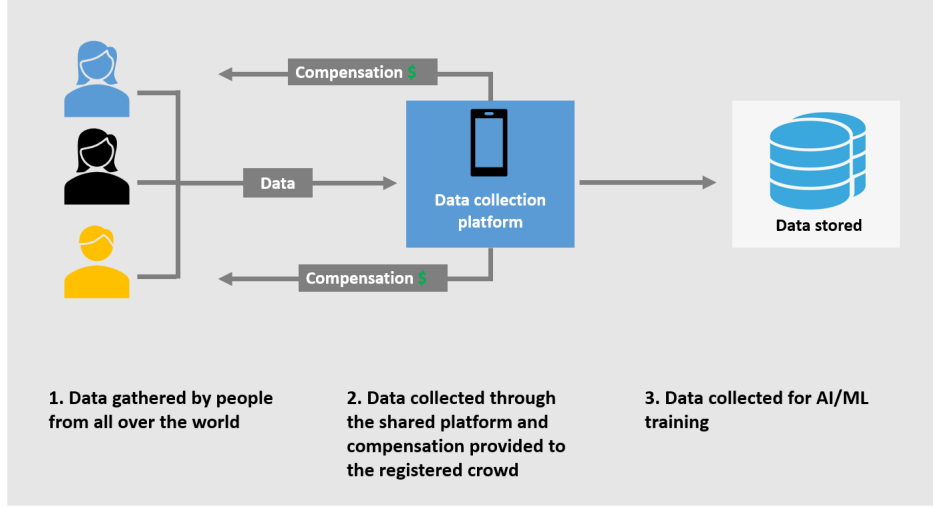 Compensation $
Data
Data collection
platform
Data stored
Compensation $
1. Data gathered by people
from all over the world
2. Data collected through
the shared platform and
compensation provided to
the registered crowd
3. Data collected for AI/ML
training